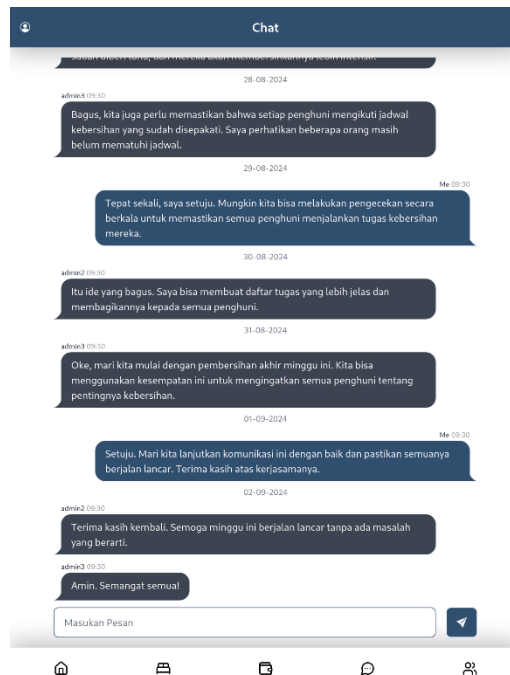 Chat
28-08-2024
admin3 09:30
Bagus, kita juga perlu memastikan bahwa setiap penghuni mengikuti jadwal
kebersihan yang sudah disepakati. Saya perhatikan beberapa orang masih
belum mematuhi jadwal.
29-08-2024
Me 09:30
Tepat sekali, saya setuju. Mungkin kita bisa melakukan pengecekan secara
berkala untuk memastikan semua penghuni menjalankan tugas kebersihan
mereka.
30-08-2024
admin2 09:30
Itu ide yang bagus. Saya bisa membuat daftar tugas yang lebih jelas dan
membagikannya kepada semua penghuni.
31-08-2024
admin3 09:30
Oke, mari kita mulai dengan pembersihan akhir minggu ini. Kita bisa
menggunakan kesempatan ini untuk mengingatkan semua penghuni tentang
pentingnya kebersihan.
01-09-2024
Me 09:30
Setuju. Mari kita lanjutkan komunikasi ini dengan baik dan pastikan semuanya
berjalan lancar. Terima kasih atas kerjasamanya.
02-09-2024
admin2 09:30
Terima kasih kembali. Semoga minggu ini berjalan lancar tanpa ada masalah
yang berarti.
admin3 09:30
Amin. Semangat semua!
Masukan Pesan